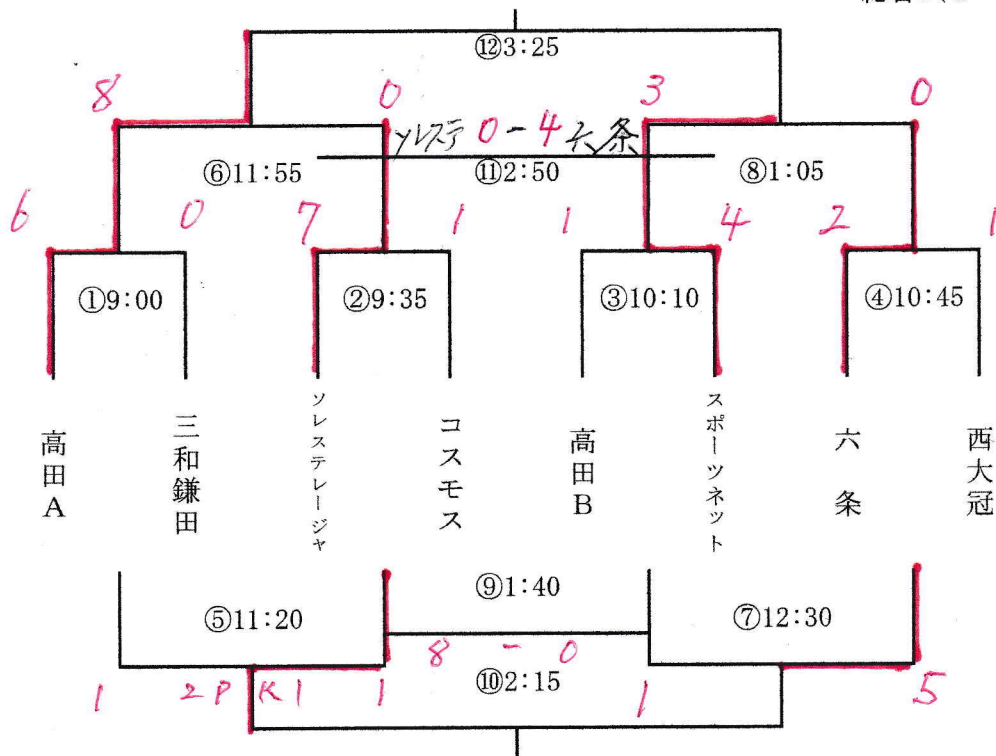 ⑫3:25
8 0 3 0
ソレステ 0-4 六条
⑥11:55 ⑪2:50 ⑧1:05
6 0 7 1 1 4 2 1
①9:00 ②9:35 ③10:10 ④10:45
高田A
三和鎌田
ソレステレージャ
コスモス
高田B
スポーツネット
六条
西大冠
⑨1:40
⑤11:20 ⑦12:30
8 - 0
1 2PK1 1 ⑩2:15 1 5